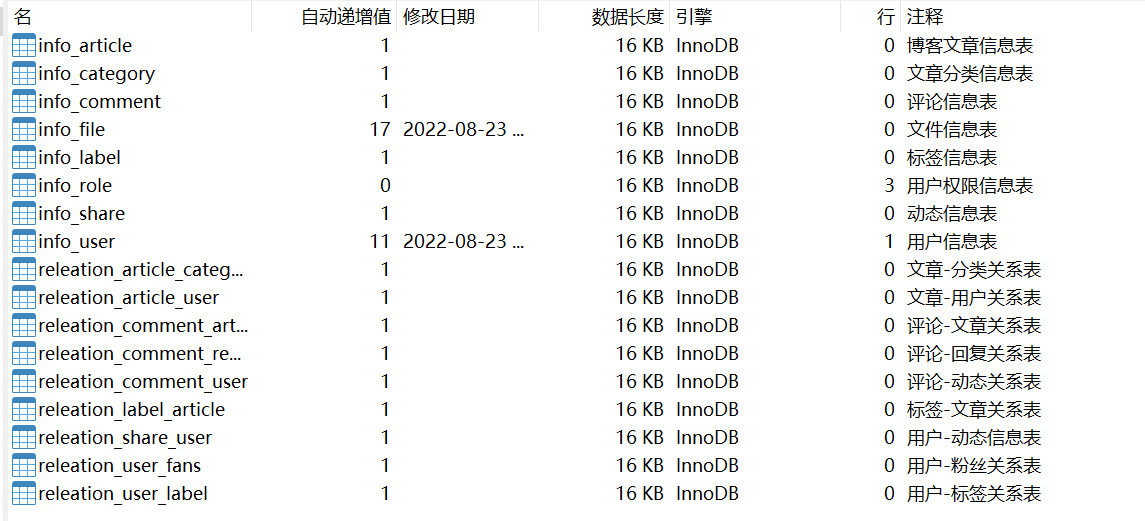 名 自动递增值 修改日期 数据长度 引擎 行 注释
info_article 1 16 KB InnoDB 0 博客文章信息表
info_category 1 16 KB InnoDB 0 文章分类信息表
info_comment 1 16 KB InnoDB 0 评论信息表
info_file 17 2022-08-23 ... 16 KB InnoDB 0 文件信息表
info_label 1 16 KB InnoDB 0 标签信息表
info_role 0 16 KB InnoDB 3 用户权限信息表
info_share 1 16 KB InnoDB 0 动态信息表
info_user 11 2022-08-23 ... 16 KB InnoDB 1 用户信息表
releation_article_categ... 1 16 KB InnoDB 0 文章-分类关系表
releation_article_user 1 16 KB InnoDB 0 文章-用户关系表
releation_comment_art... 1 16 KB InnoDB 0 评论-文章关系表
releation_comment_re... 1 16 KB InnoDB 0 评论-回复关系表
releation_comment_user 1 16 KB InnoDB 0 评论-动态关系表
releation_label_article 1 16 KB InnoDB 0 标签-文章关系表
releation_share_user 1 16 KB InnoDB 0 用户-动态信息表
releation_user_fans 1 16 KB InnoDB 0 用户-粉丝关系表
releation_user_label 1 16 KB InnoDB 0 用户-标签关系表